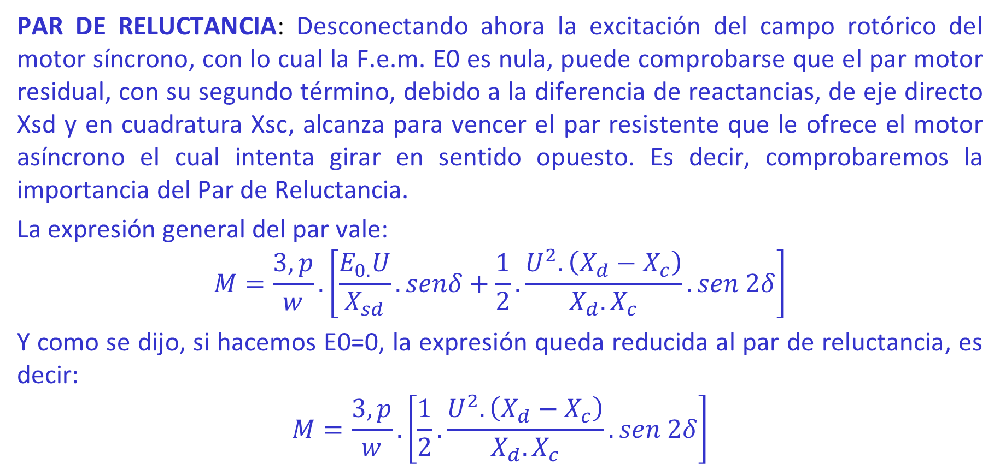 PAR DE RELUCTANCIA: Desconectando ahora la excitación del campo rotórico del
motor síncrono, con lo cual la F.e.m. E0 es nula, puede comprobarse que el par motor
residual, con su segundo término, debido a la diferencia de reactancias, de eje directo
Xsd y en cuadratura Xsc, alcanza para vencer el par resistente que le ofrece el motor
asíncrono el cual intenta girar en sentido opuesto. Es decir, comprobaremos la
importancia del Par de Reluctancia.
La expresión general del par vale:
M = \frac{3,p}{w} . \left[ \frac{E_{0.}U}{X_{sd}} . sen\delta + \frac{1}{2} . \frac{U^2.(X_d - X_c)}{X_d.X_c} . sen\ 2\delta \right]
Y como se dijo, si hacemos E0=0, la expresión queda reducida al par de reluctancia, es
decir:
M = \frac{3,p}{w} . \left[ \frac{1}{2} . \frac{U^2.(X_d - X_c)}{X_d.X_c} . sen\ 2\delta \right]